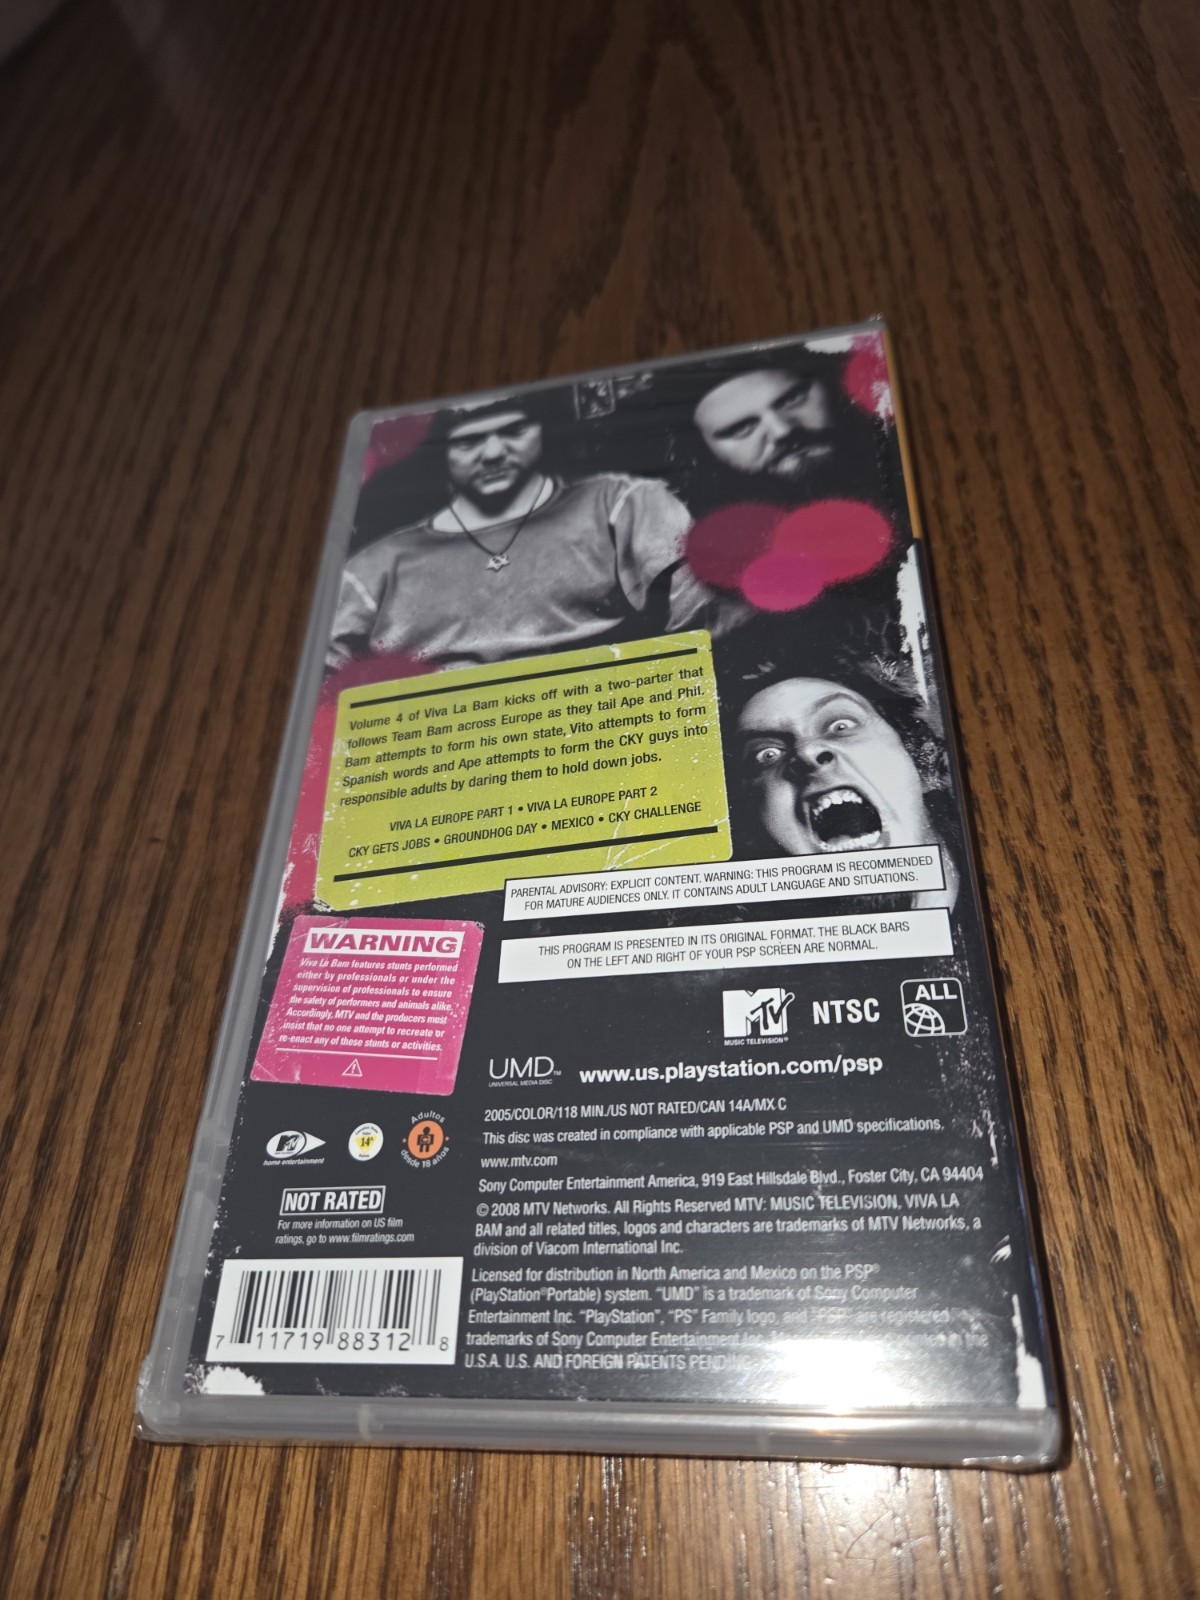 Volume 4 of Viva La Bam kicks off with a two-parter that
follows Team Bam across Europe as they tail Ape and Phil.
Bam attempts to form his own state, Vito attempts to form
Spanish words and Ape attempts to form the CKY guys into
responsible adults by daring them to hold down jobs.
VIVA LA EUROPE PART 1 • VIVA LA EUROPE PART 2
CKY GETS JOBS • GROUNDHOG DAY • MEXICO • CKY CHALLENGE
PARENTAL ADVISORY: EXPLICIT CONTENT. WARNING: THIS PROGRAM IS RECOMMENDED
FOR MATURE AUDIENCES ONLY. IT CONTAINS ADULT LANGUAGE AND SITUATIONS.
THIS PROGRAM IS PRESENTED IN ITS ORIGINAL FORMAT. THE BLACK BARS
ON THE LEFT AND RIGHT OF YOUR PSP SCREEN ARE NORMAL.
WARNING
Viva La Bam features stunts performed
either by professionals or under the
supervision of professionals to ensure
the safety of performers and animals alike.
Accordingly, MTV and the producers must
insist that no one attempt to recreate or
re-enact any of these stunts or activities.
MTV
MUSIC TELEVISION®
NTSC
ALL
UMD™
UNIVERSAL MEDIA DISC
www.us.playstation.com/psp
2005/COLOR/118 MIN./US NOT RATED/CAN 14A/MX C
This disc was created in compliance with applicable PSP and UMD specifications.
www.mtv.com
Sony Computer Entertainment America, 919 East Hillsdale Blvd., Foster City, CA 94404
© 2008 MTV Networks. All Rights Reserved MTV: MUSIC TELEVISION, VIVA LA
BAM and all related titles, logos and characters are trademarks of MTV Networks, a
division of Viacom International Inc.
Licensed for distribution in North America and Mexico on the PSP®
(PlayStation®Portable) system. "UMD" is a trademark of Sony Computer
Entertainment Inc. "PlayStation", "PS" Family logo, and "PSP" are registered
trademarks of Sony Computer Entertainment Inc. in the
U.S.A. U.S. AND FOREIGN PATENTS PENDING
MTV
home entertainment
14A
Adultos
desde 18 años
NOT RATED
For more information on US film
ratings, go to www.filmratings.com
7 11719 88312 8